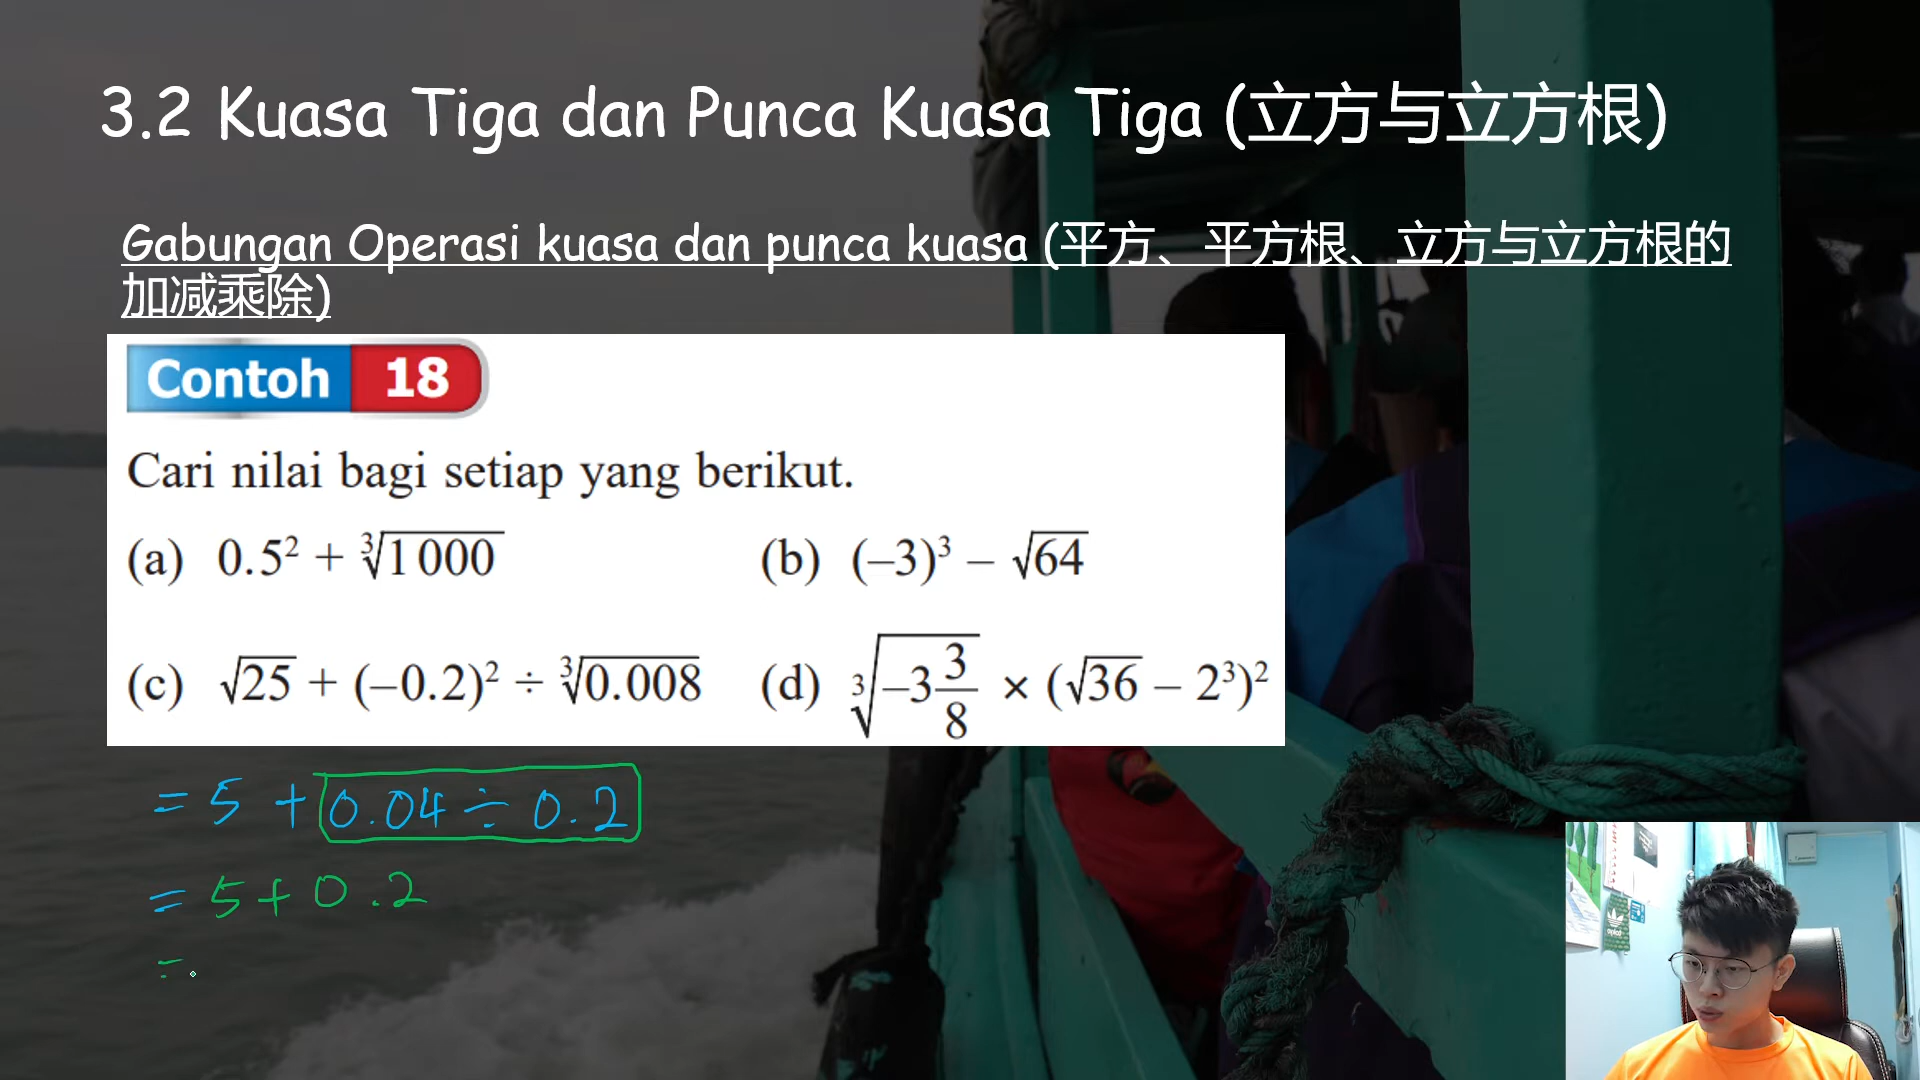 3.2 Kuasa Tiga dan Punca Kuasa Tiga (立方与立方根)
Gabungan Operasi kuasa dan punca kuasa (平方、平方根、立方与立方根的
加减乘除)
Contoh 18
Cari nilai bagi setiap yang berikut.
(a) 0.5² + ∛1 000
(b) (–3)³ – √64
(c) √25 + (–0.2)² ÷ ∛0.008
(d) ∛(–3 3/8) × (√36 – 2³)²
= 5 + 0.04 ÷ 0.2
= 5 + 0.2
=